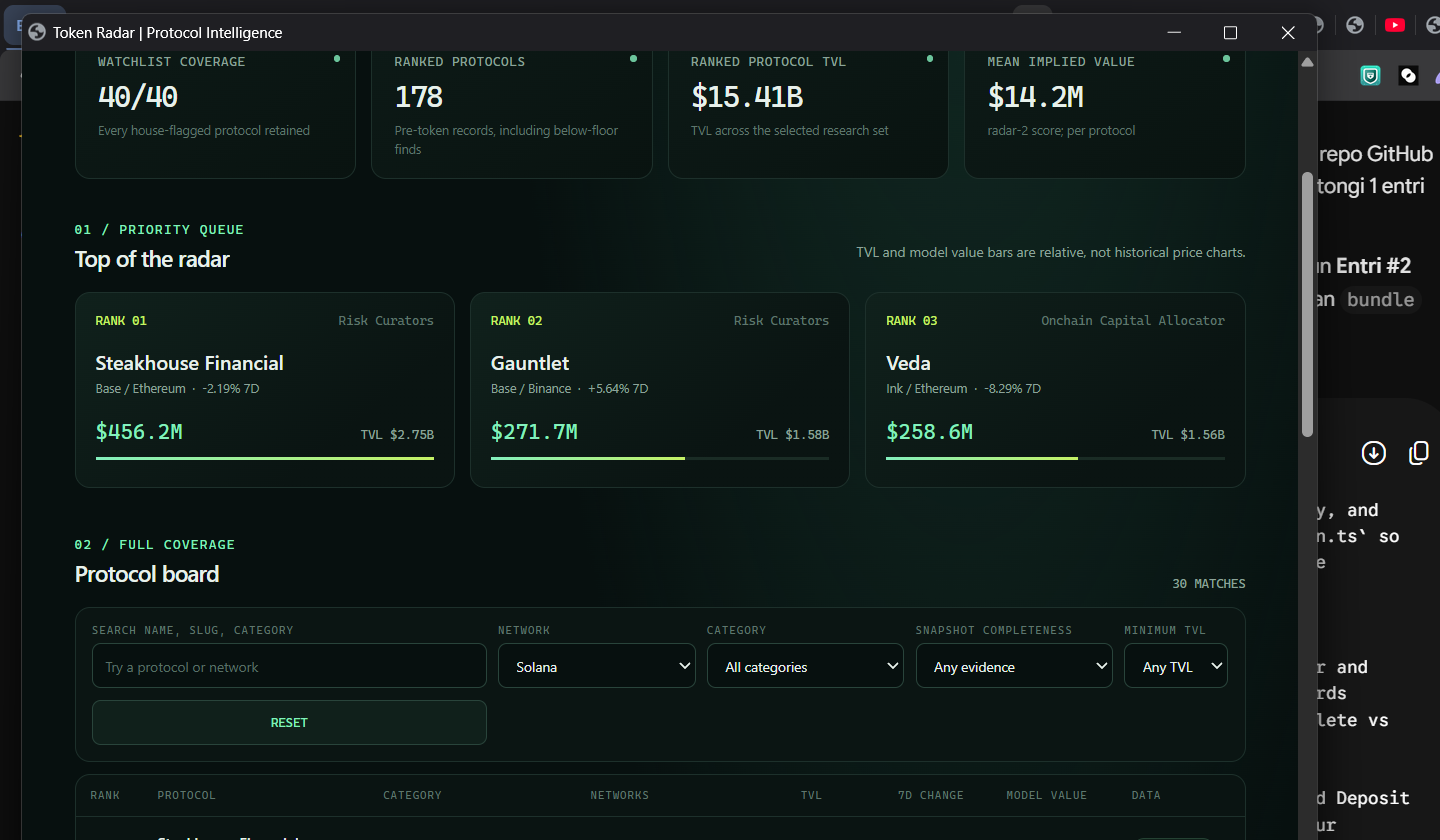 Token Radar | Protocol Intelligence
WATCHLIST COVERAGE
40/40
Every house-flagged protocol retained
RANKED PROTOCOLS
178
Pre-token records, including below-floor
finds
RANKED PROTOCOL TVL
$15.41B
TVL across the selected research set
MEAN IMPLIED VALUE
$14.2M
radar-2 score; per protocol
01 / PRIORITY QUEUE
Top of the radar
TVL and model value bars are relative, not historical price charts.
RANK 01
Risk Curators
Steakhouse Financial
Base / Ethereum · -2.19% 7D
$456.2M
TVL $2.75B
RANK 02
Risk Curators
Gauntlet
Base / Binance · +5.64% 7D
$271.7M
TVL $1.58B
RANK 03
Onchain Capital Allocator
Veda
Ink / Ethereum · -8.29% 7D
$258.6M
TVL $1.56B
02 / FULL COVERAGE
Protocol board
30 MATCHES
SEARCH NAME, SLUG, CATEGORY
Try a protocol or network
NETWORK
Solana
CATEGORY
All categories
SNAPSHOT COMPLETENESS
Any evidence
MINIMUM TVL
Any TVL
RESET
RANK PROTOCOL CATEGORY NETWORKS TVL 7D CHANGE MODEL VALUE DATA
repo GitHub
tongi 1 entri
Entri #2
bundle
y, and
n.ts` so
e
r and
rds
lete vs
d Deposit
ur